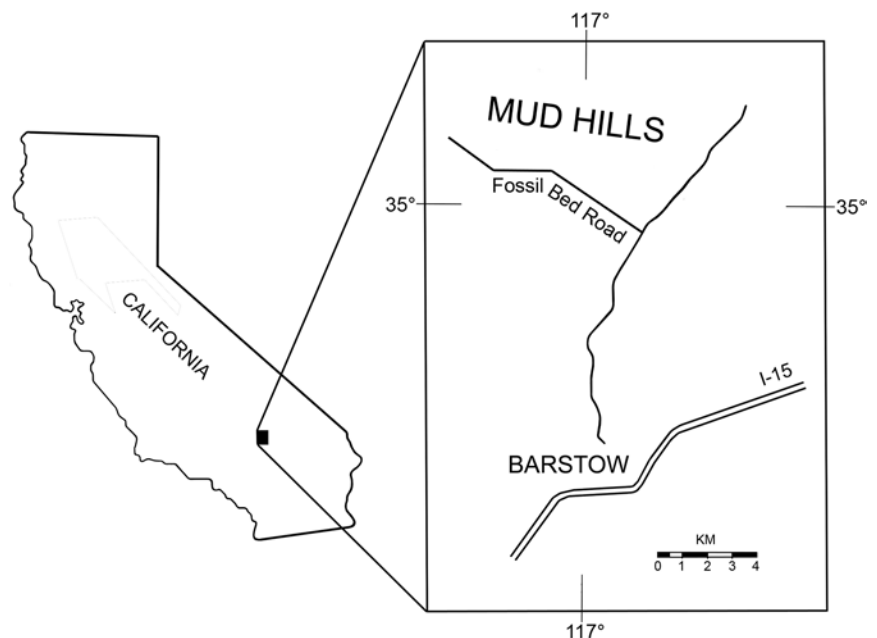 117°
MUD HILLS
Fossil Bed Road
35°
35°
CALIFORNIA
I-15
BARSTOW
KM
0 1 2 3 4
117°